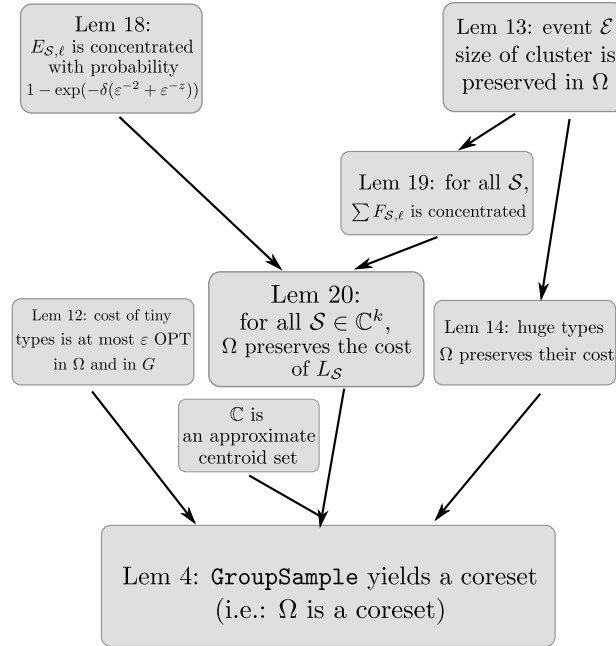 Lem 18:
E_{𝒮,ℓ} is concentrated
with probability
1 − exp(−δ(ε^{−2} + ε^{−z}))
Lem 13: event ℰ
size of cluster is
preserved in Ω
Lem 19: for all 𝒮,
∑ F_{𝒮,ℓ} is concentrated
Lem 20:
for all 𝒮 ∈ ℂ^k,
Ω preserves the cost
of L_𝒮
Lem 12: cost of tiny
types is at most ε OPT
in Ω and in G
Lem 14: huge types
Ω preserves their cost
ℂ is
an approximate
centroid set
Lem 4: GroupSample yields a coreset
(i.e.: Ω is a coreset)